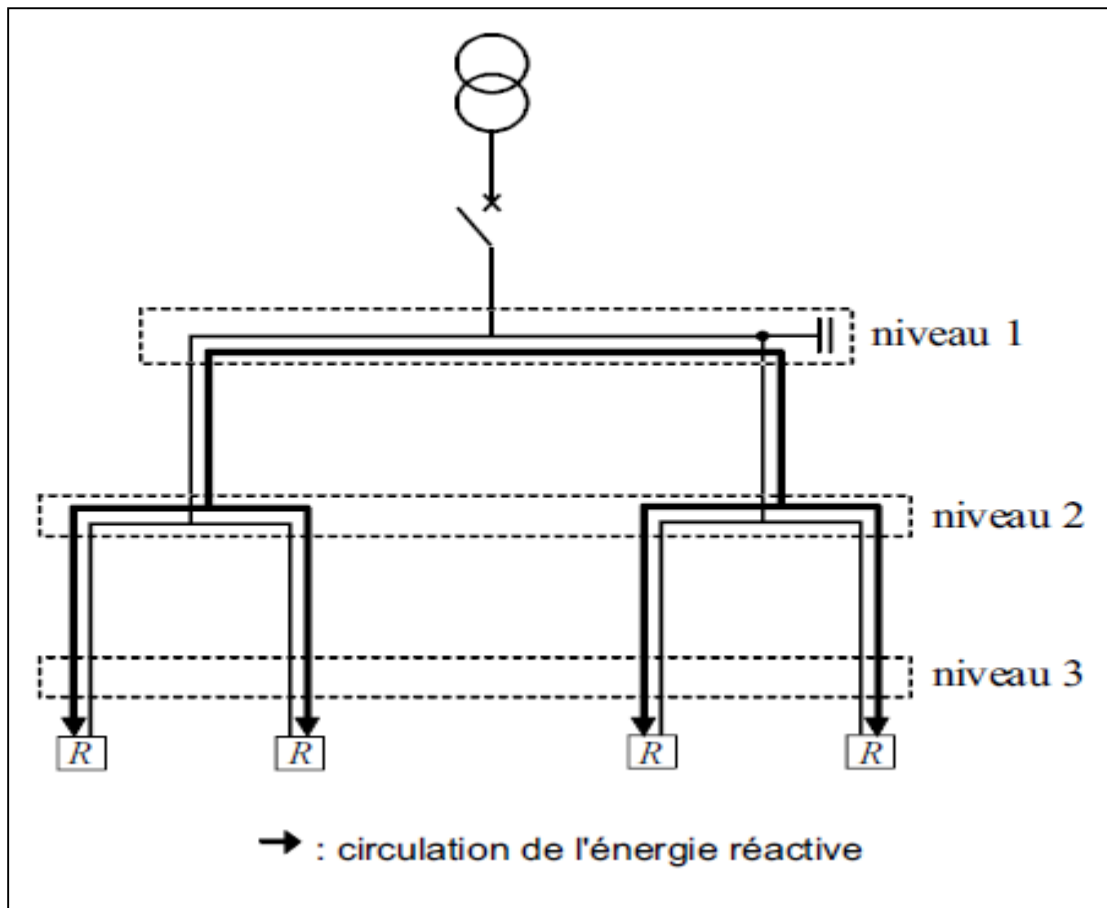 niveau 1
niveau 2
niveau 3
R R R R
: circulation de l'énergie réactive